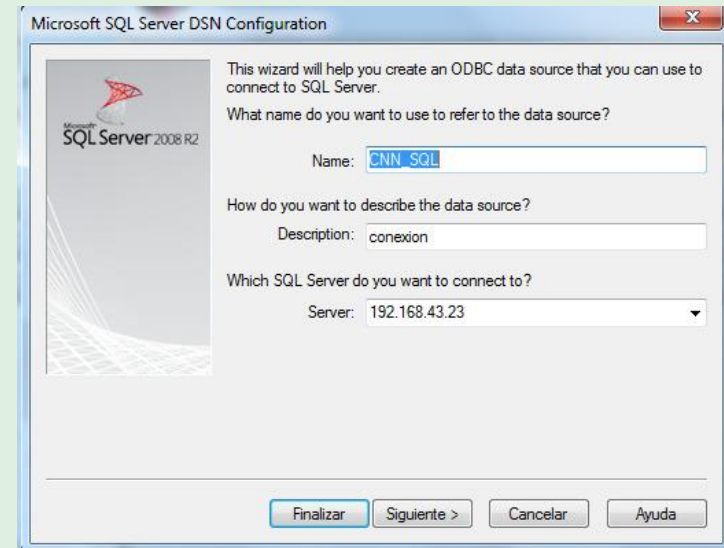 Microsoft SQL Server DSN Configuration
Microsoft
SQL Server 2008 R2
This wizard will help you create an ODBC data source that you can use to
connect to SQL Server.
What name do you want to use to refer to the data source?
Name: CNN_SQL
How do you want to describe the data source?
Description: conexion
Which SQL Server do you want to connect to?
Server: 192.168.43.23
Finalizar Siguiente > Cancelar Ayuda